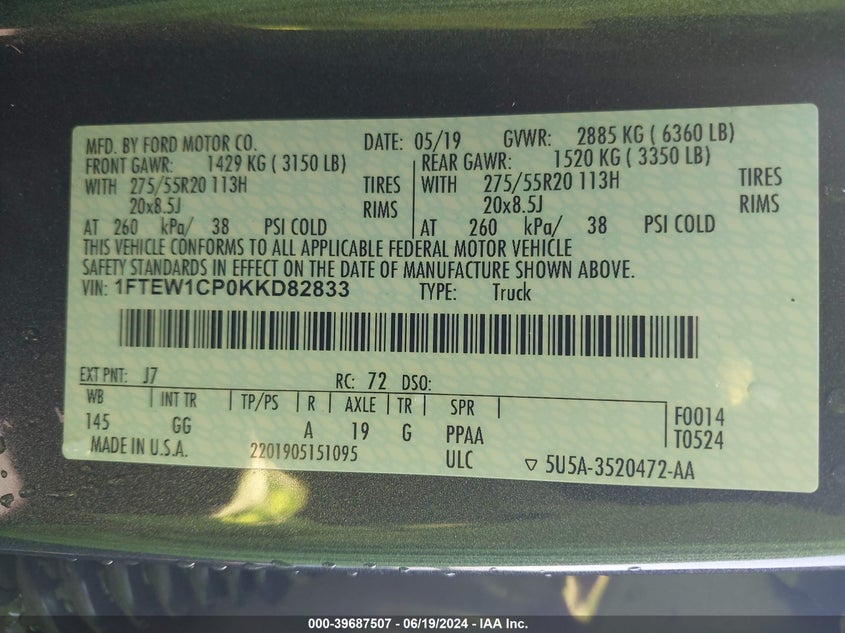 MFD. BY FORD MOTOR CO. DATE: 05/19 GVWR: 2885 KG ( 6360 LB)
FRONT GAWR: 1429 KG ( 3150 LB) REAR GAWR: 1520 KG ( 3350 LB)
WITH 275/55R20 113H TIRES WITH 275/55R20 113H TIRES
20x8.5J RIMS 20x8.5J RIMS
AT 260 kPa/ 38 PSI COLD AT 260 kPa/ 38 PSI COLD
THIS VEHICLE CONFORMS TO ALL APPLICABLE FEDERAL MOTOR VEHICLE
SAFETY STANDARDS IN EFFECT ON THE DATE OF MANUFACTURE SHOWN ABOVE.
VIN: 1FTEW1CP0KKD82833 TYPE: Truck
EXT PNT: J7 RC: 72 DSO:
WB INT TR TP/PS R AXLE TR SPR
145 GG A 19 G PPAA F0014
T0524
MADE IN U.S.A. 2201905151095 ULC ▽ 5U5A-3520472-AA
000-39687507 - 06/19/2024 - IAA Inc.